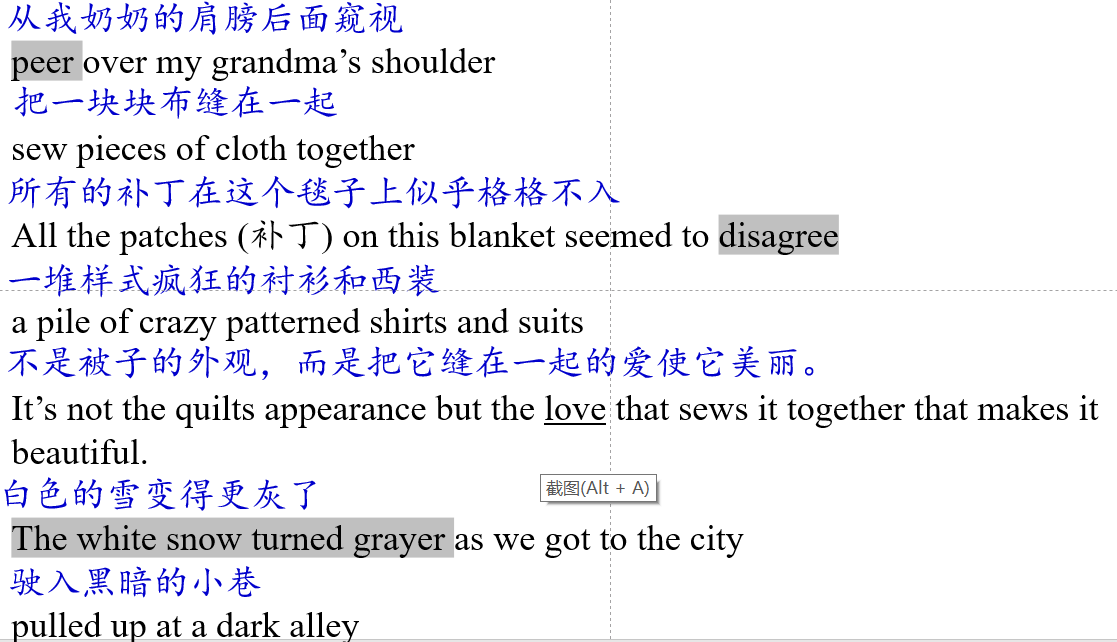 从我奶奶的肩膀后面窥视
peer over my grandma’s shoulder
把一块块布缝在一起
sew pieces of cloth together
所有的补丁在这个毯子上似乎格格不入
All the patches (补丁) on this blanket seemed to disagree
一堆样式疯狂的衬衫和西装
a pile of crazy patterned shirts and suits
不是被子的外观，而是把它缝在一起的爱使它美丽。
It’s not the quilts appearance but the love that sews it together that makes it
beautiful.
白色的雪变得更灰了
截图(Alt + A)
The white snow turned grayer as we got to the city
驶入黑暗的小巷
pulled up at a dark alley